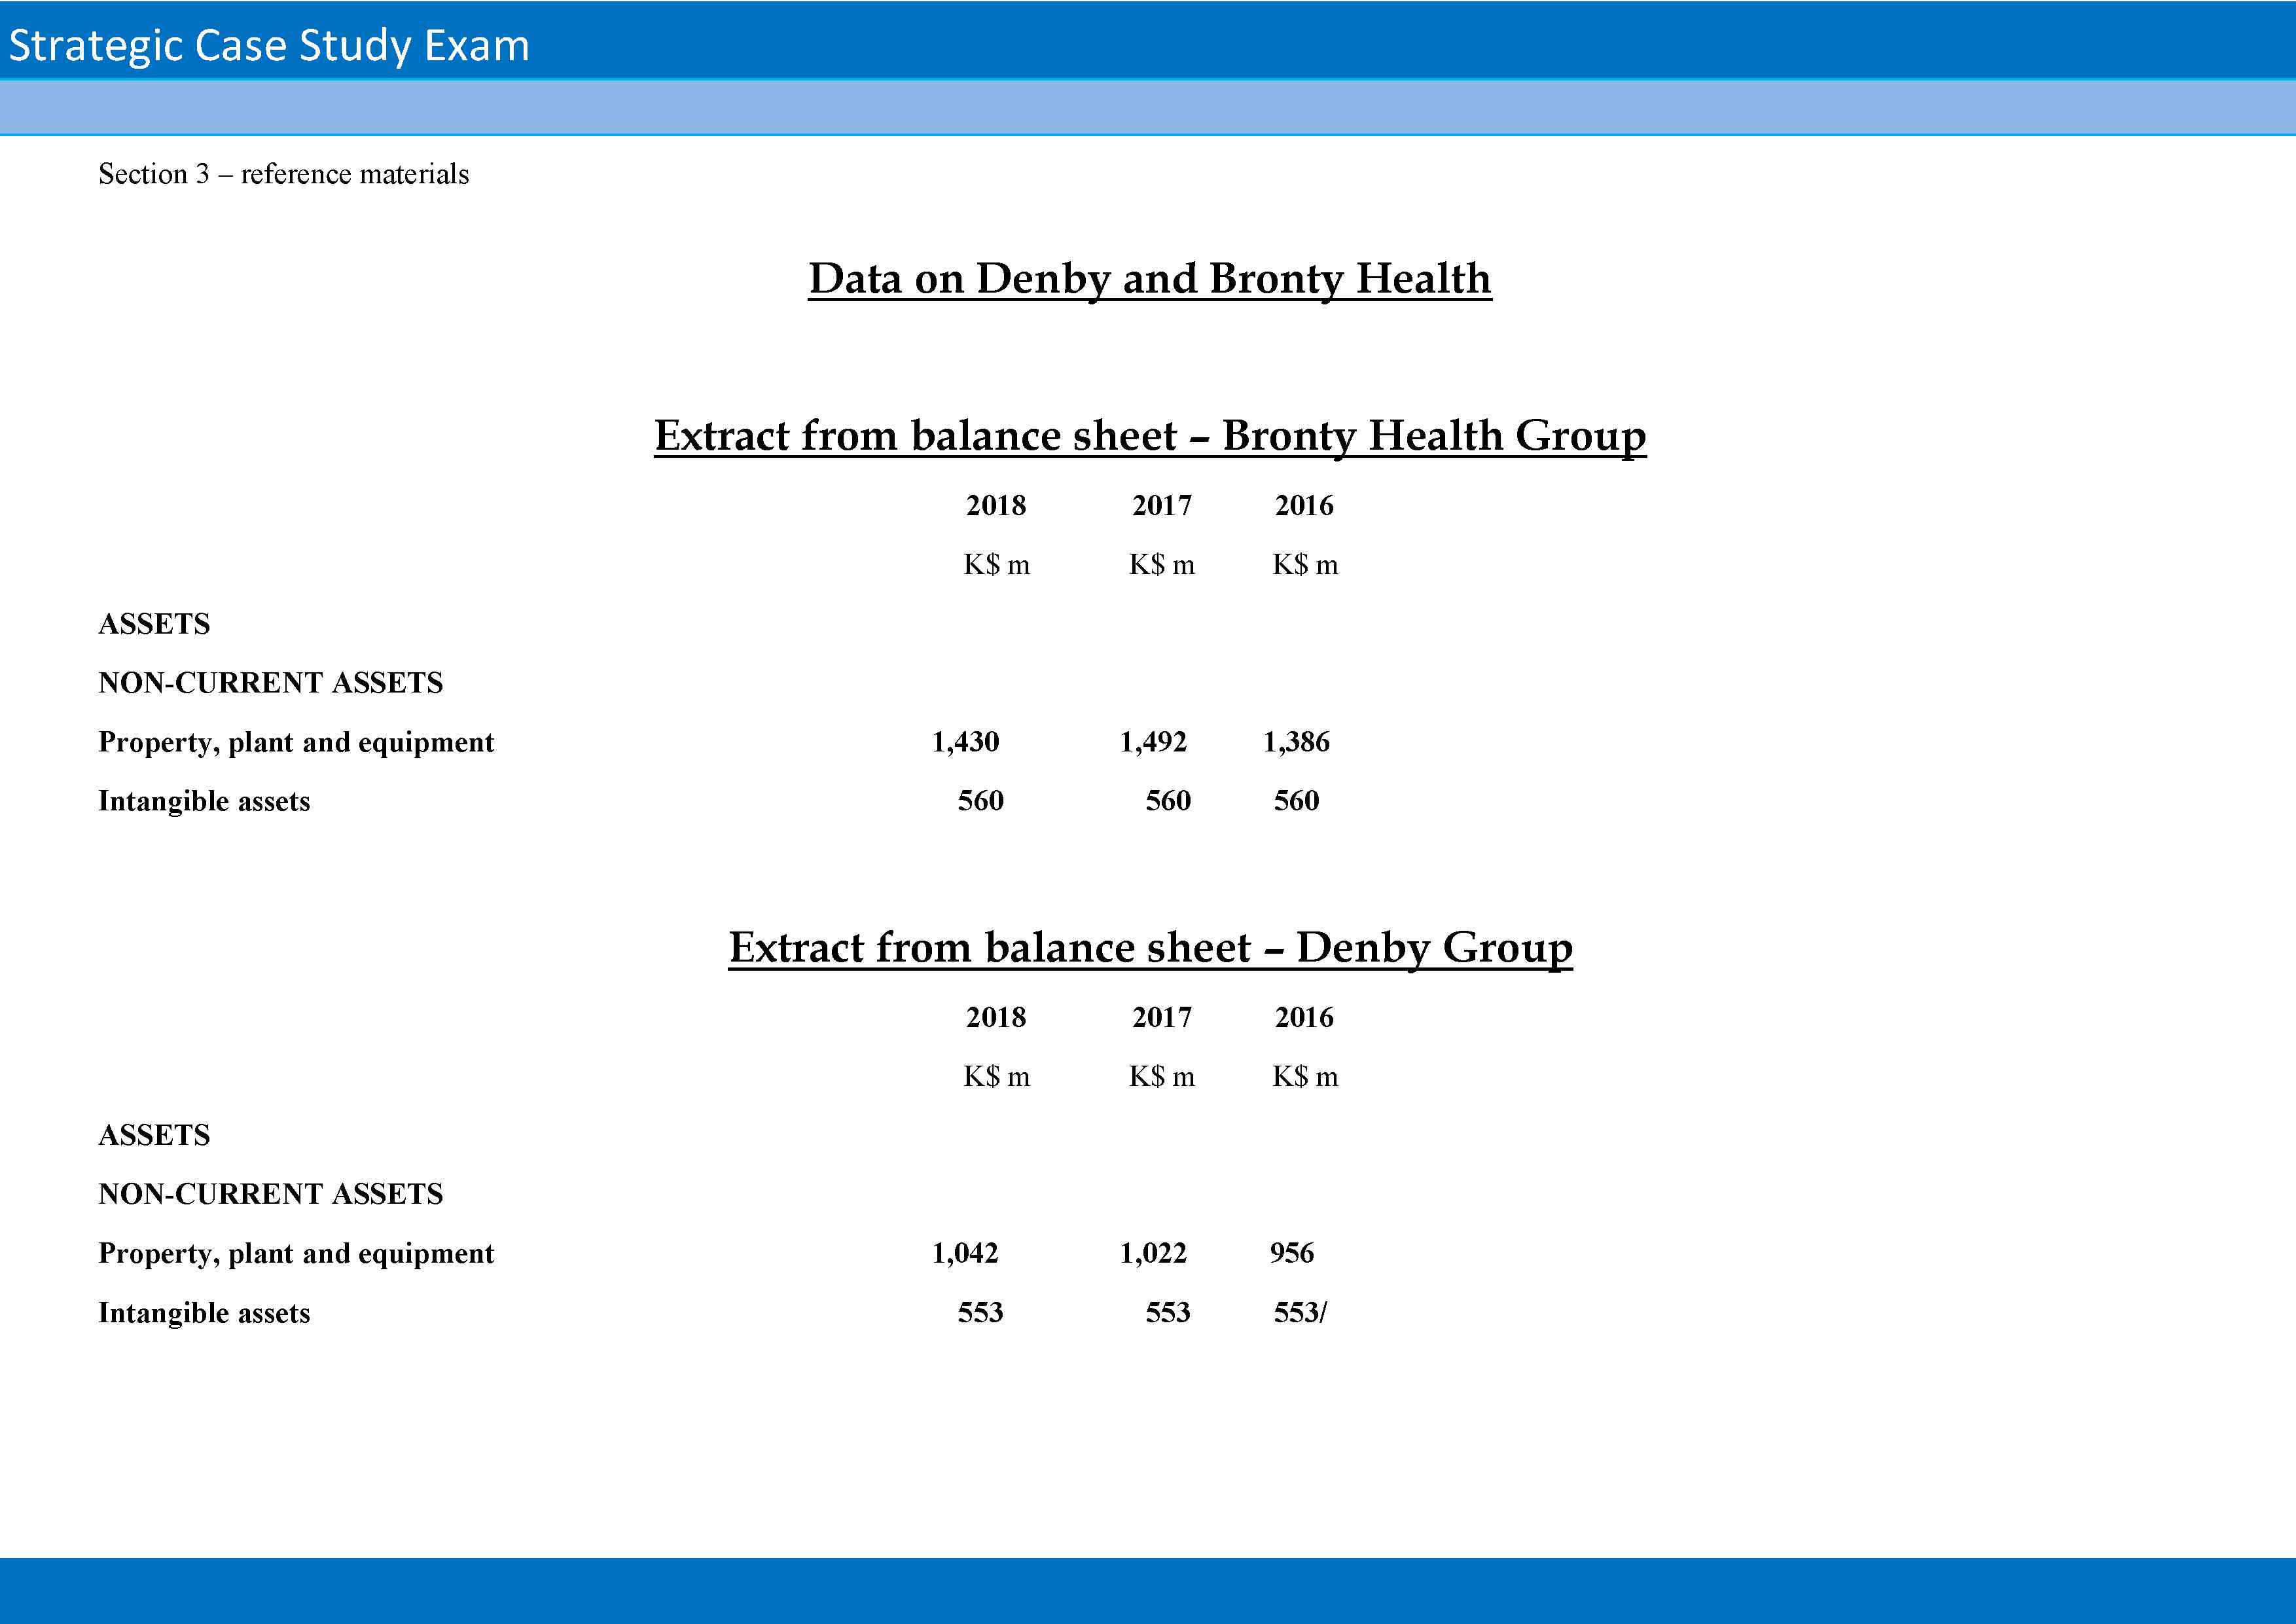 Strategic Case Study Exam
Section 3 – reference materials
Data on Denby and Bronty Health
Extract from balance sheet – Bronty Health Group
2018 2017 2016
K$ m K$ m K$ m
ASSETS
NON-CURRENT ASSETS
Property, plant and equipment 1,430 1,492 1,386
Intangible assets 560 560 560
Extract from balance sheet – Denby Group
2018 2017 2016
K$ m K$ m K$ m
ASSETS
NON-CURRENT ASSETS
Property, plant and equipment 1,042 1,022 956
Intangible assets 553 553 553/